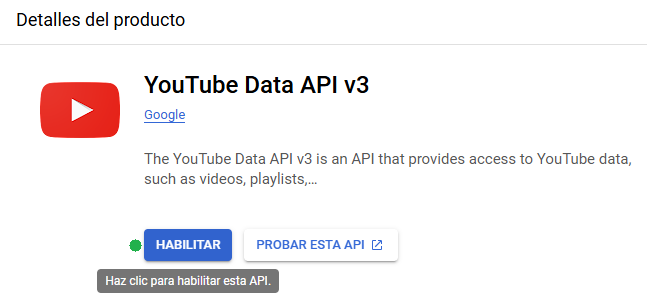 Detalles del producto
YouTube Data API v3
Google
The YouTube Data API v3 is an API that provides access to YouTube data,
such as videos, playlists,...
HABILITAR
PROBAR ESTA API
Haz clic para habilitar esta API.